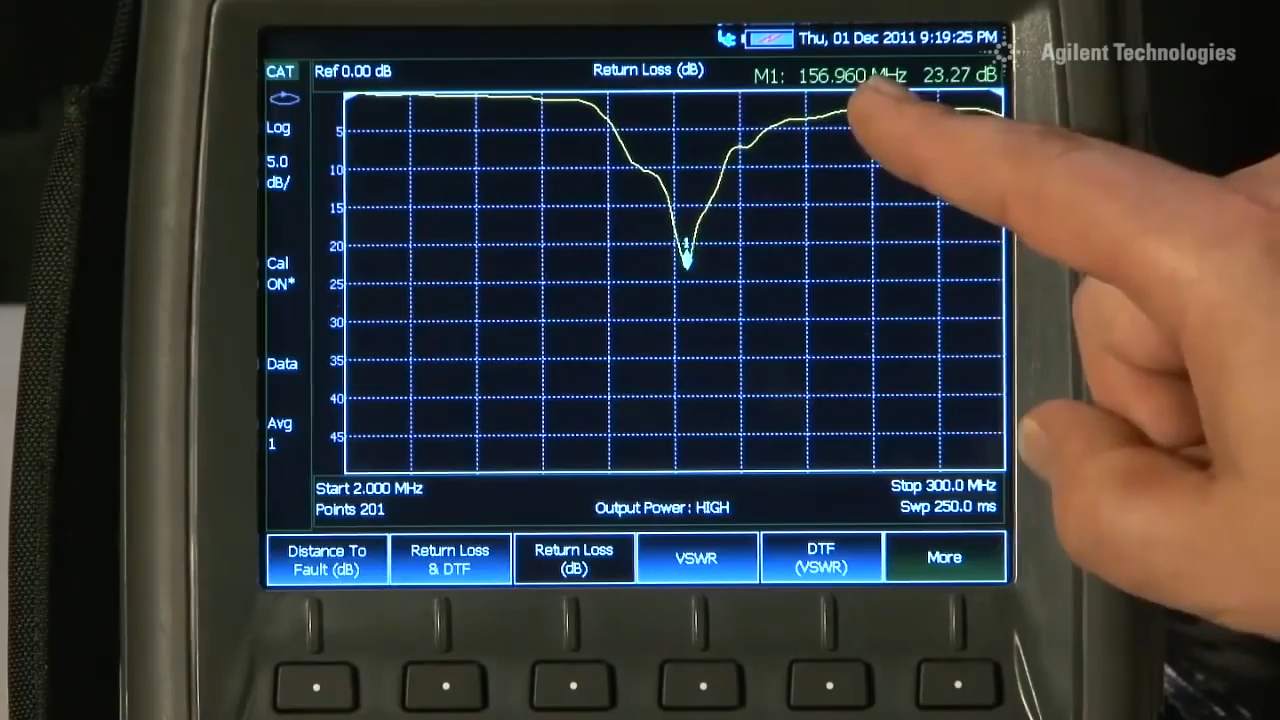 Thu, 01 Dec 2011 9:19:25 PM
Agilent Technologies
CAT
Ref 0.00 dB
Return Loss (dB)
M1: 156.960 MHz 23.27 dB
Log
5.0
dB/
Cal
ON*
Data
Avg
1
5
10
15
20
25
30
35
40
45
1
Start 2.000 MHz
Stop 300.0 MHz
Points 201
Output Power: HIGH
Swp 250.0 ms
Distance To
Fault (dB)
Return Loss
& DTF
Return Loss
(dB)
VSWR
DTF
(VSWR)
More